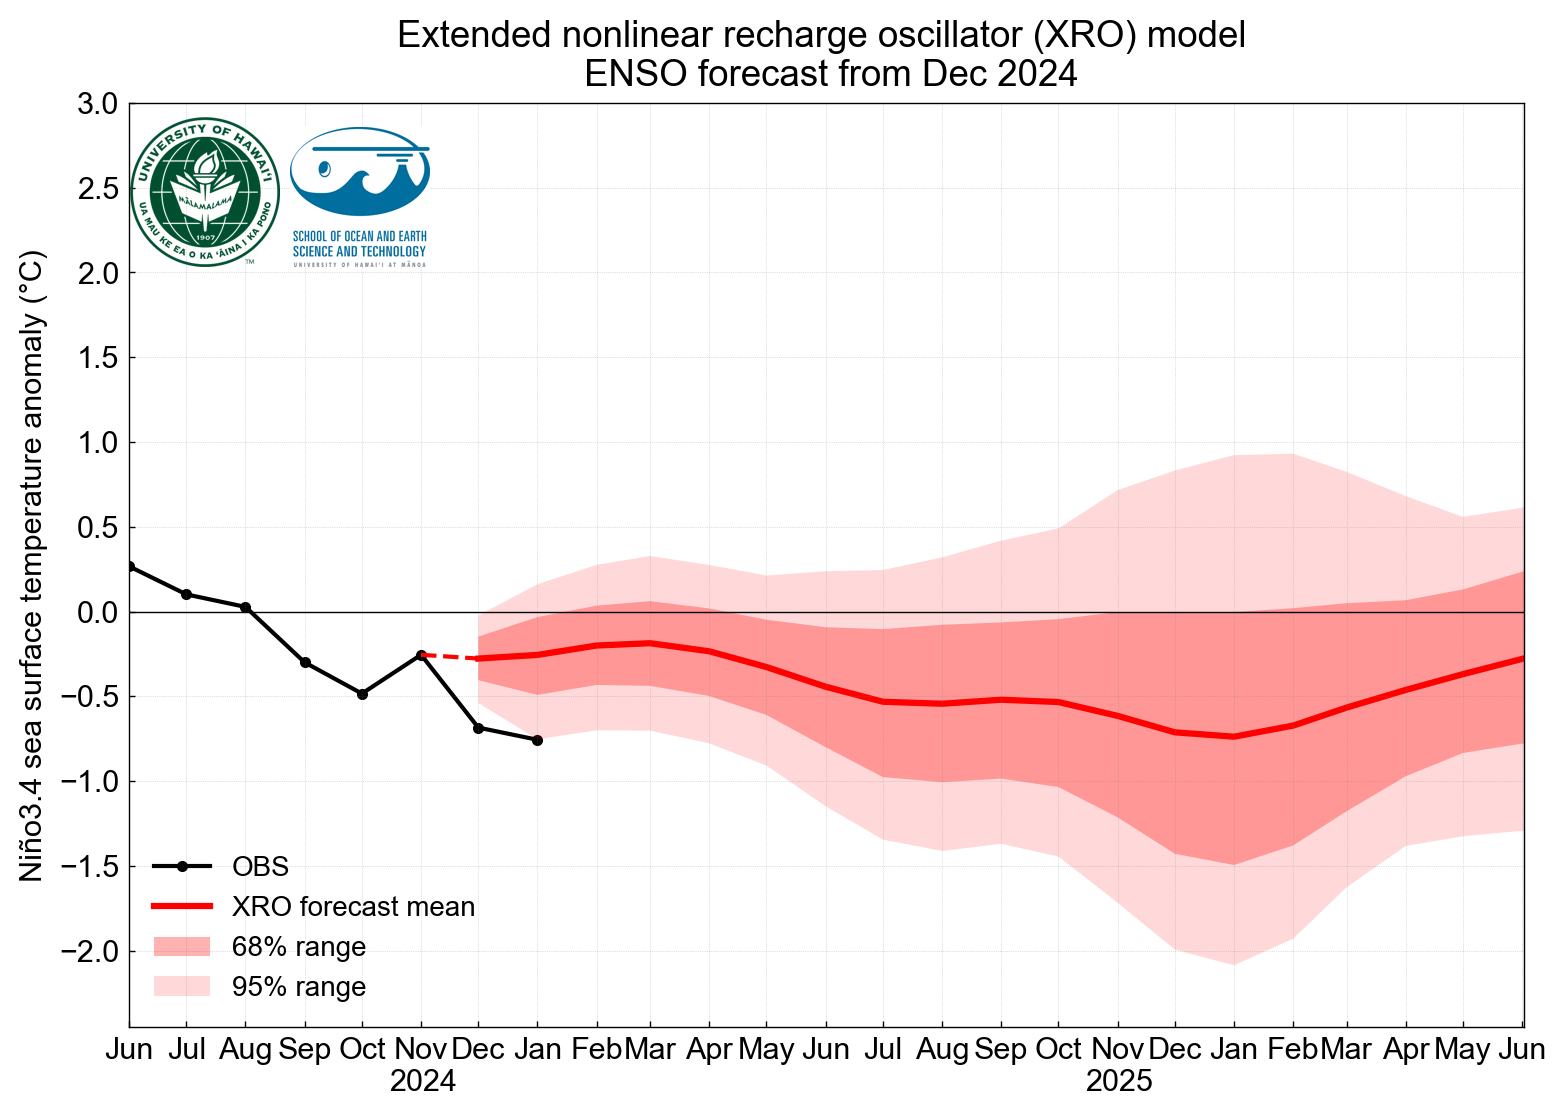 Extended nonlinear recharge oscillator (XRO) model
ENSO forecast from Dec 2024
UNIVERSITY OF HAWAIʻI
MĀLAMALAMA
1907
UA MAU KE EA O KA ʻĀINA I KA PONO
TM
SCHOOL OF OCEAN AND EARTH
SCIENCE AND TECHNOLOGY
UNIVERSITY OF HAWAIʻI AT MĀNOA
Niño3.4 sea surface temperature anomaly (°C)
3.0
2.5
2.0
1.5
1.0
0.5
0.0
−0.5
−1.0
−1.5
−2.0
OBS
XRO forecast mean
68% range
95% range
Jun Jul Aug Sep Oct Nov Dec Jan Feb Mar Apr May Jun Jul Aug Sep Oct Nov Dec Jan Feb Mar Apr May Jun
2024 2025